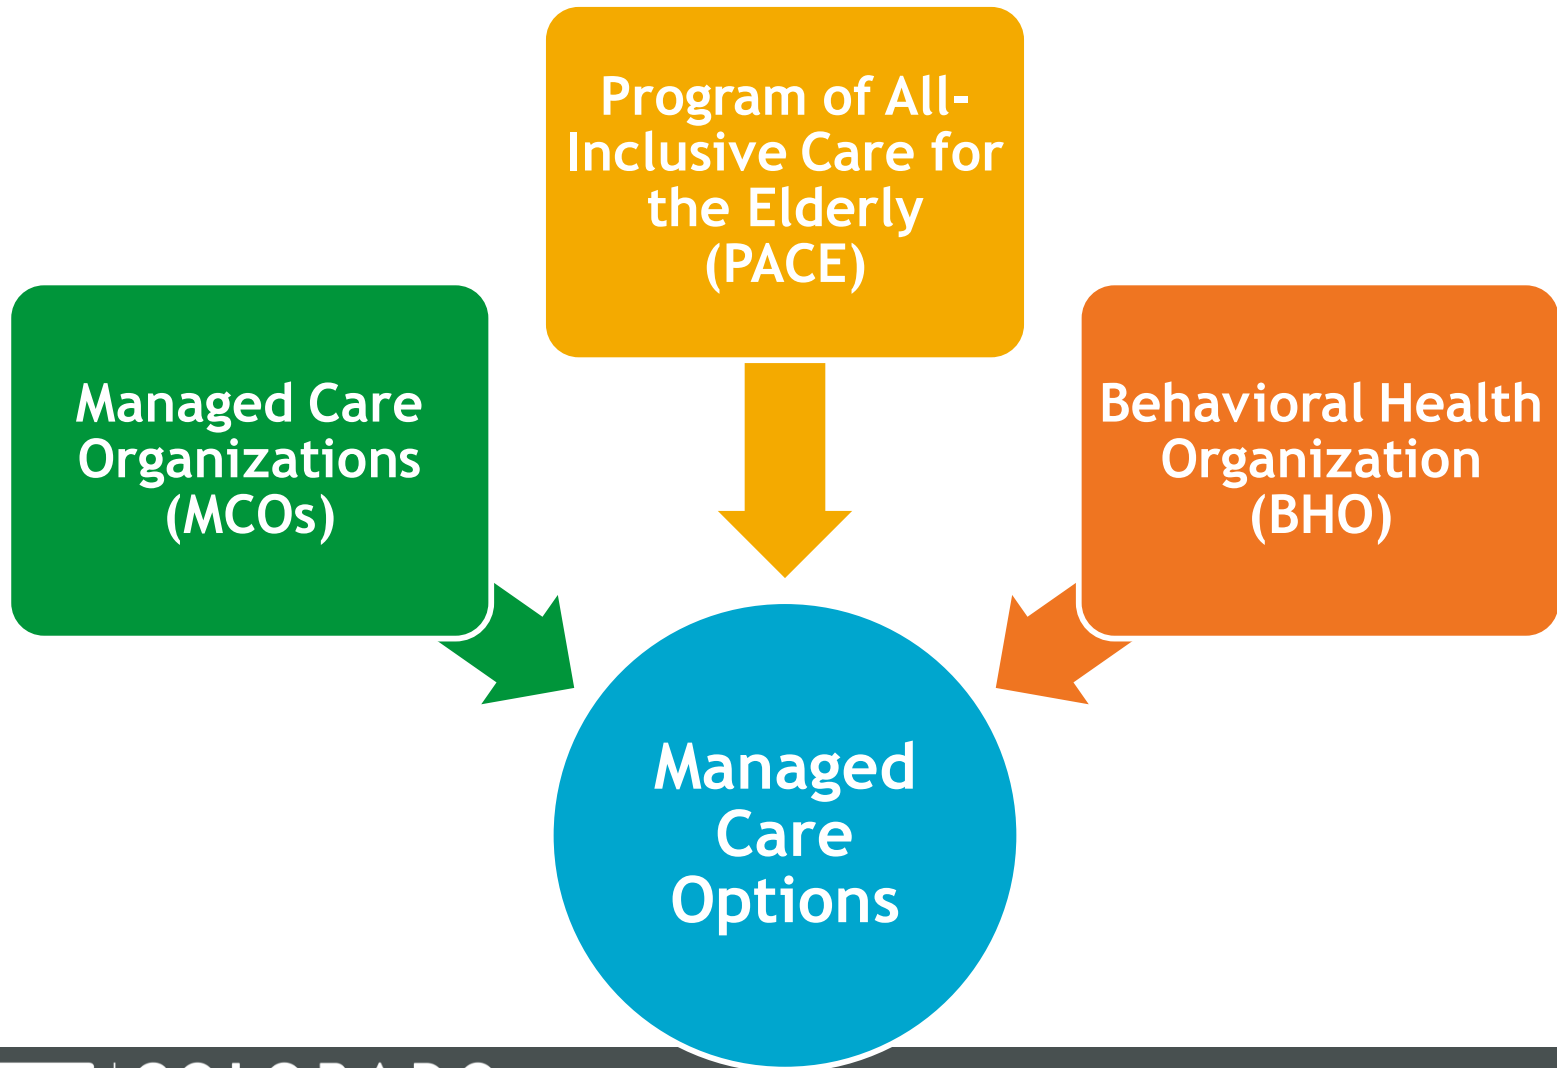 Program of All-
Inclusive Care for
the Elderly
(PACE)
Managed Care
Organizations
(MCOs)
Behavioral Health
Organization
(BHO)
Managed
Care
Options
COLORADO